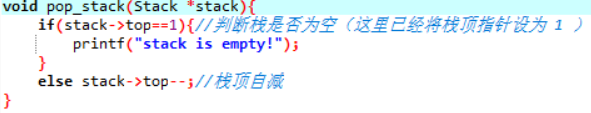 void pop_stack(Stack *stack){
if(stack->top==1){//判断栈是否为空（这里已经将栈顶指针设为 1 ）
printf("stack is empty!");
}
else stack->top--;//栈顶自减
}